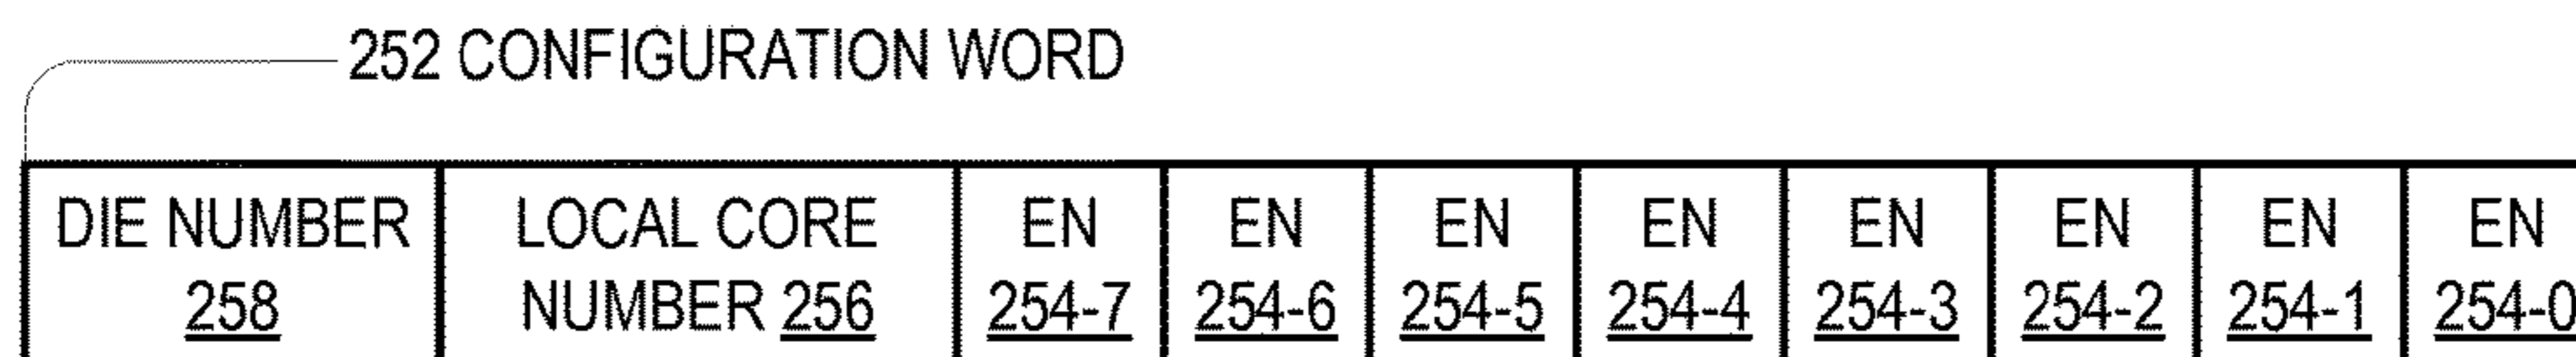 252 CONFIGURATION WORD
DIE NUMBER LOCAL CORE EN EN EN EN EN EN EN EN
258 NUMBER 256 254-7 254-6 254-5 254-4 254-3 254-2 254-1 254-0